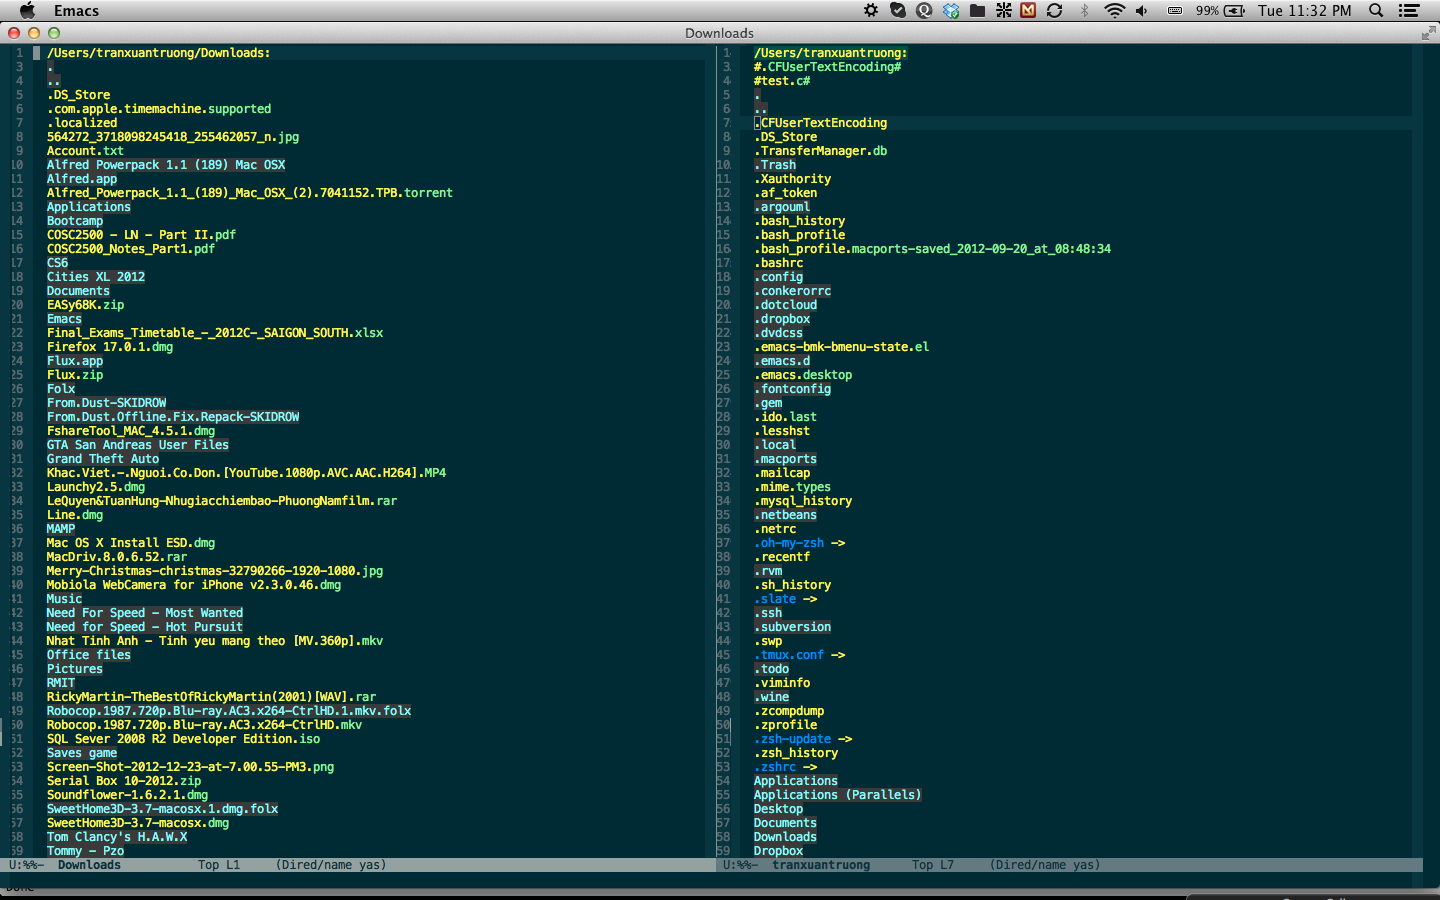 Emacs
99%
Tue 11:32 PM
Downloads
1 /Users/tranxuantruong/Downloads:
3 .
4 ..
5 .DS_Store
6 .com.apple.timemachine.supported
7 .localized
8 564272_3718098245418_255462057_n.jpg
9 Account.txt
10 Alfred Powerpack 1.1 (189) Mac OSX
11 Alfred.app
12 Alfred_Powerpack_1.1_(189)_Mac_OSX_(2).7041152.TPB.torrent
13 Applications
14 Bootcamp
15 COSC2500 - LN - Part II.pdf
16 COSC2500_Notes_Part1.pdf
17 CS6
18 Cities XL 2012
19 Documents
20 EASy68K.zip
21 Emacs
22 Final_Exams_Timetable_-_2012C-_SAIGON_SOUTH.xlsx
23 Firefox 17.0.1.dmg
24 Flux.app
25 Flux.zip
26 Folx
27 From.Dust-SKIDROW
28 From.Dust.Offline.Fix.Repack-SKIDROW
29 FshareTool_MAC_4.5.1.dmg
30 GTA San Andreas User Files
31 Grand Theft Auto
32 Khac.Viet.-.Nguoi.Co.Don.[YouTube.1080p.AVC.AAC.H264].MP4
33 Launchy2.5.dmg
34 LeQuyen&TuanHung-Nhugiacchiembao-PhuongNamfilm.rar
35 Line.dmg
36 MAMP
37 Mac OS X Install ESD.dmg
38 MacDriv.8.0.6.52.rar
39 Merry-Christmas-christmas-32790266-1920-1080.jpg
40 Mobiola WebCamera for iPhone v2.3.0.46.dmg
41 Music
42 Need For Speed - Most Wanted
43 Need for Speed - Hot Pursuit
44 Nhat Tinh Anh - Tinh yeu mang theo [MV.360p].mkv
45 Office files
46 Pictures
47 RMIT
48 RickyMartin-TheBestOfRickyMartin(2001)[WAV].rar
49 Robocop.1987.720p.Blu-ray.AC3.x264-CtrlHD.1.mkv.folx
50 Robocop.1987.720p.Blu-ray.AC3.x264-CtrlHD.mkv
51 SQL Sever 2008 R2 Developer Edition.iso
52 Saves game
53 Screen-Shot-2012-12-23-at-7.00.55-PM3.png
54 Serial Box 10-2012.zip
55 Soundflower-1.6.2.1.dmg
56 SweetHome3D-3.7-macosx.1.dmg.folx
57 SweetHome3D-3.7-macosx.dmg
58 Tom Clancy's H.A.W.X
59 Tommy - Pzo
U:%%- Downloads Top L1 (Dired/name yas)
1 /Users/tranxuantruong:
3 #.CFUserTextEncoding#
4 #test.c#
5 .
6 ..
7 .CFUserTextEncoding
8 .DS_Store
9 .TransferManager.db
10 .Trash
11 .Xauthority
12 .af_token
13 .argouml
14 .bash_history
15 .bash_profile
16 .bash_profile.macports-saved_2012-09-20_at_08:48:34
17 .bashrc
18 .config
19 .conkerorrc
20 .dotcloud
21 .dropbox
22 .dvdcss
23 .emacs-bmk-bmenu-state.el
24 .emacs.d
25 .emacs.desktop
26 .fontconfig
27 .gem
28 .ido.last
29 .lesshst
30 .local
31 .macports
32 .mailcap
33 .mime.types
34 .mysql_history
35 .netbeans
36 .netrc
37 .oh-my-zsh ->
38 .recentf
39 .rvm
40 .sh_history
41 .slate ->
42 .ssh
43 .subversion
44 .swp
45 .tmux.conf ->
46 .todo
47 .viminfo
48 .wine
49 .zcompdump
50 .zprofile
51 .zsh-update ->
52 .zsh_history
53 .zshrc ->
54 Applications
55 Applications (Parallels)
56 Desktop
57 Documents
58 Downloads
59 Dropbox
U:%%- tranxuantruong Top L7 (Dired/name yas)
Done